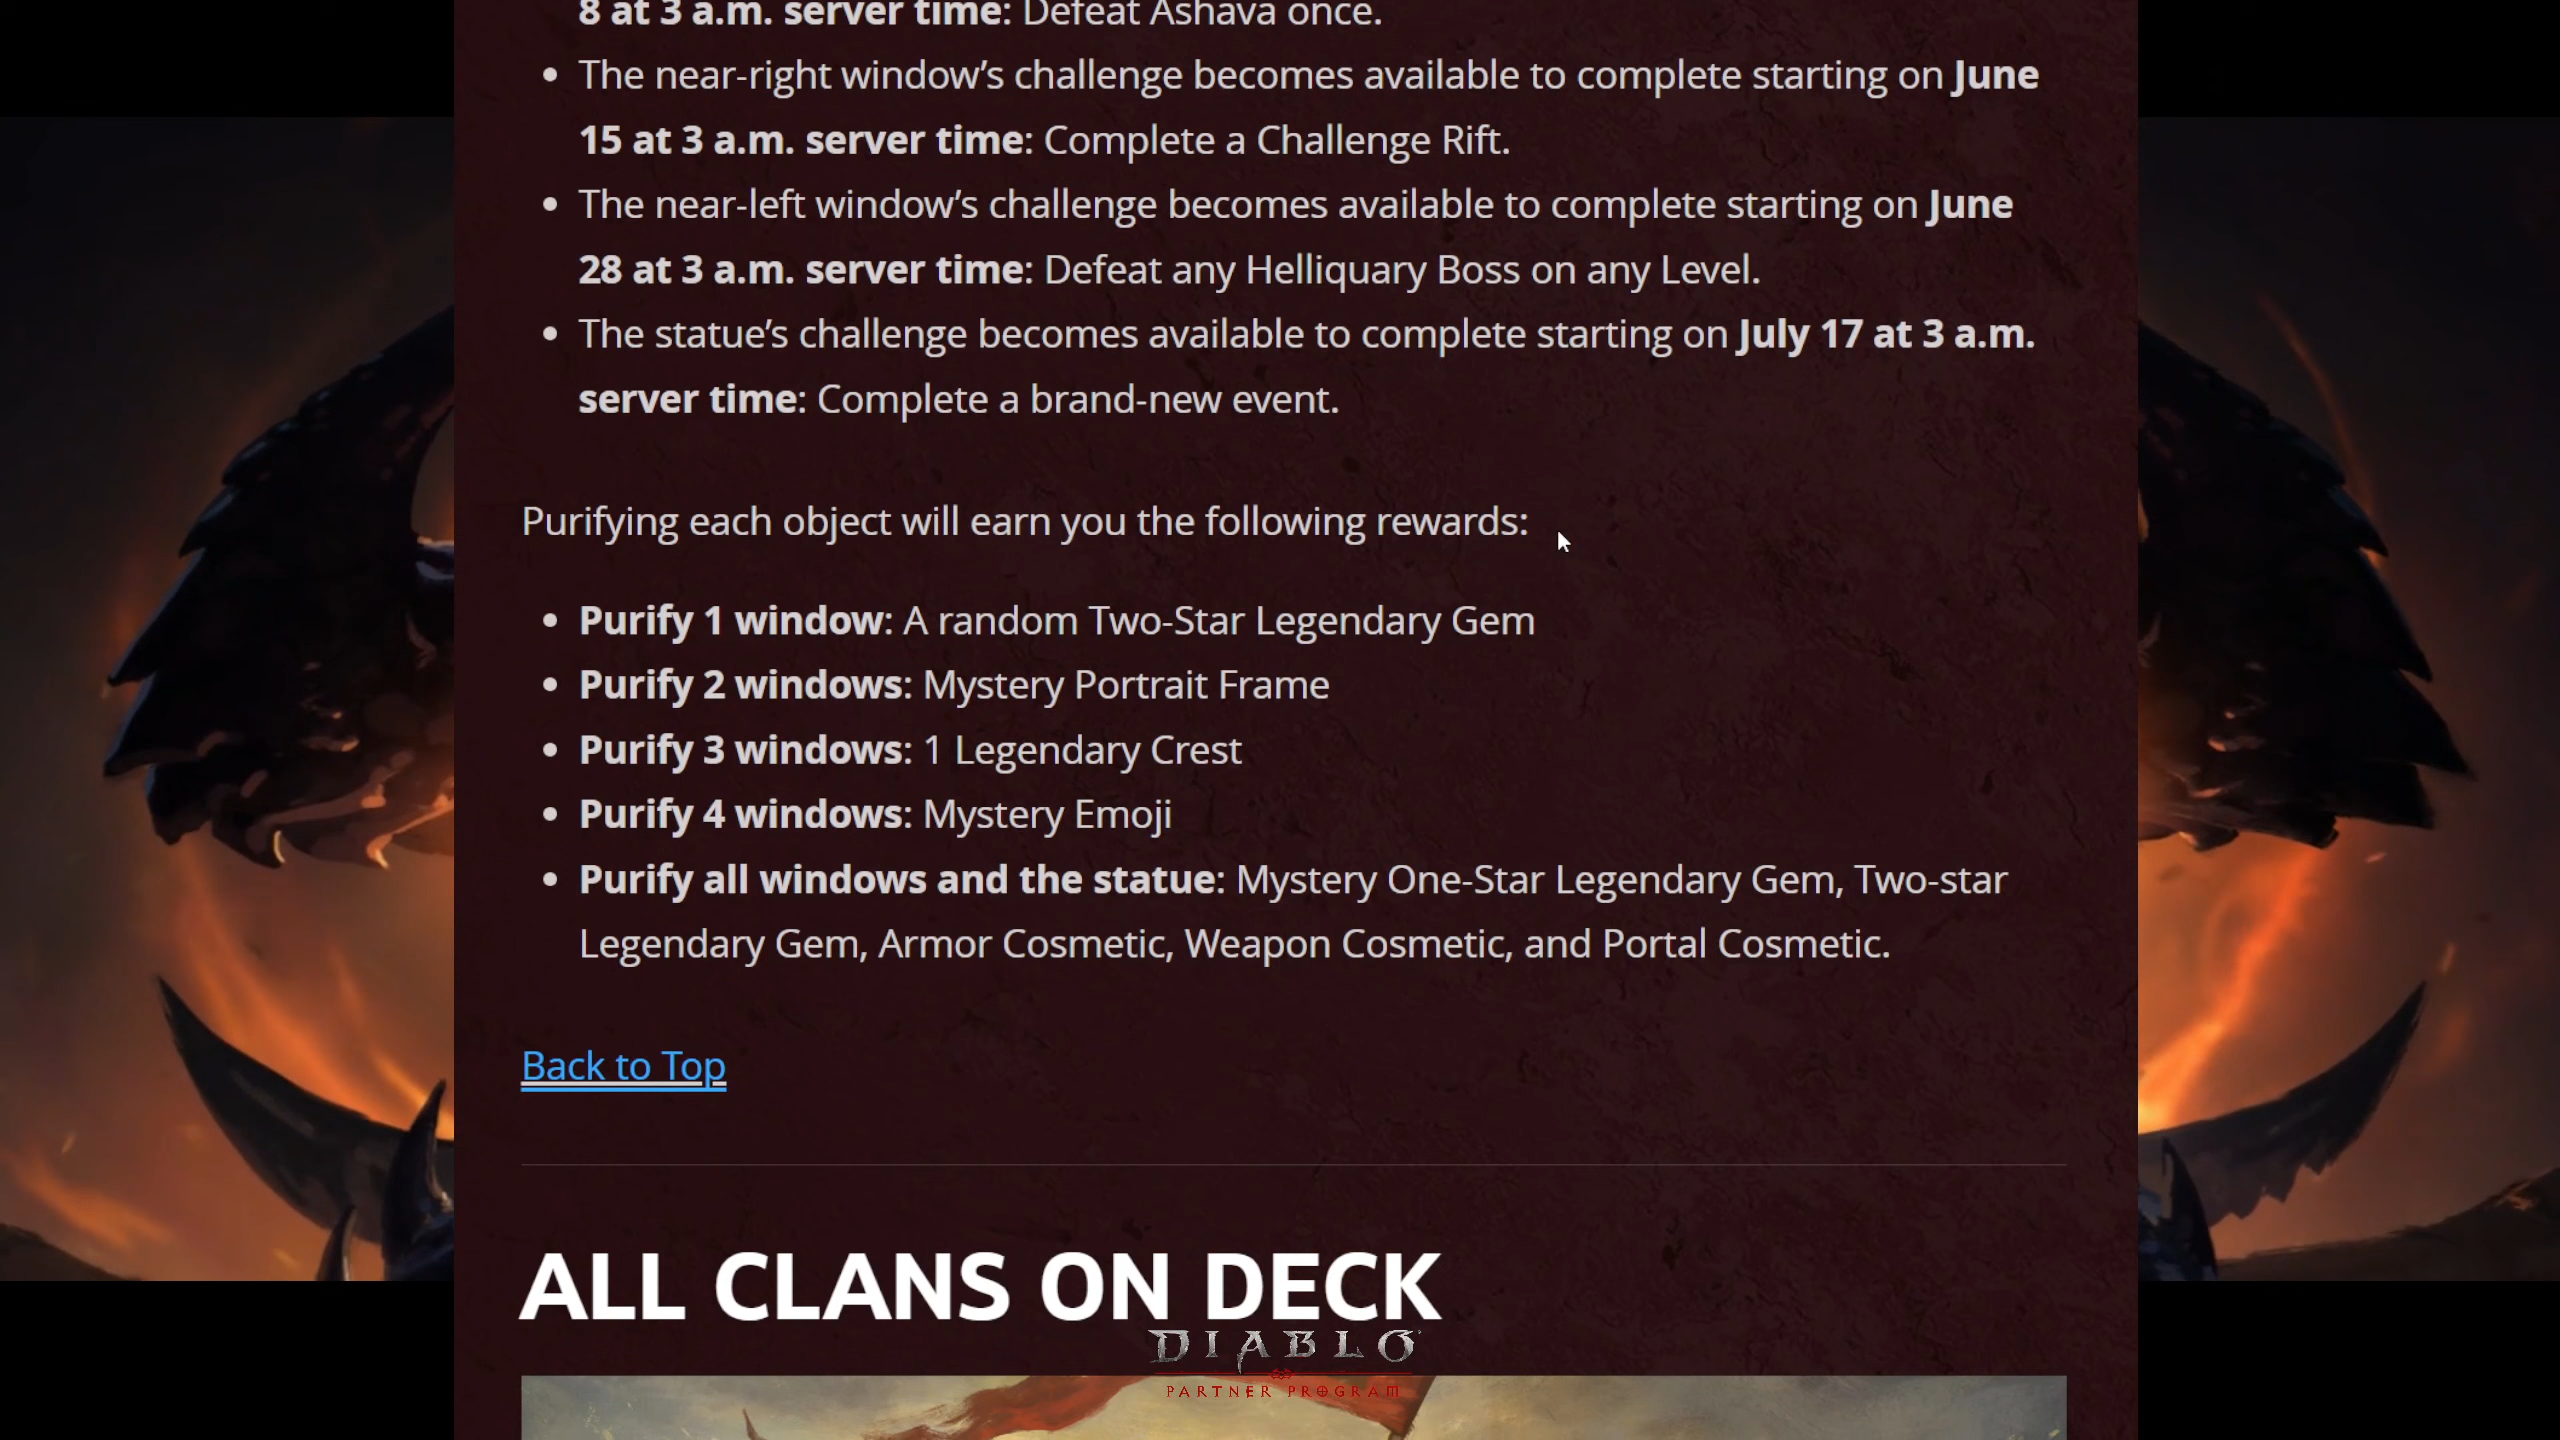 8 at 3 a.m. server time: Defeat Ashava once.
The near-right window’s challenge becomes available to complete starting on June
15 at 3 a.m. server time: Complete a Challenge Rift.
The near-left window’s challenge becomes available to complete starting on June
28 at 3 a.m. server time: Defeat any Helliquary Boss on any Level.
The statue’s challenge becomes available to complete starting on July 17 at 3 a.m.
server time: Complete a brand-new event.
Purifying each object will earn you the following rewards:
Purify 1 window: A random Two-Star Legendary Gem
Purify 2 windows: Mystery Portrait Frame
Purify 3 windows: 1 Legendary Crest
Purify 4 windows: Mystery Emoji
Purify all windows and the statue: Mystery One-Star Legendary Gem, Two-star
Legendary Gem, Armor Cosmetic, Weapon Cosmetic, and Portal Cosmetic.
Back to Top
ALL CLANS ON DECK
DIABLO
PARTNER PROGRAM